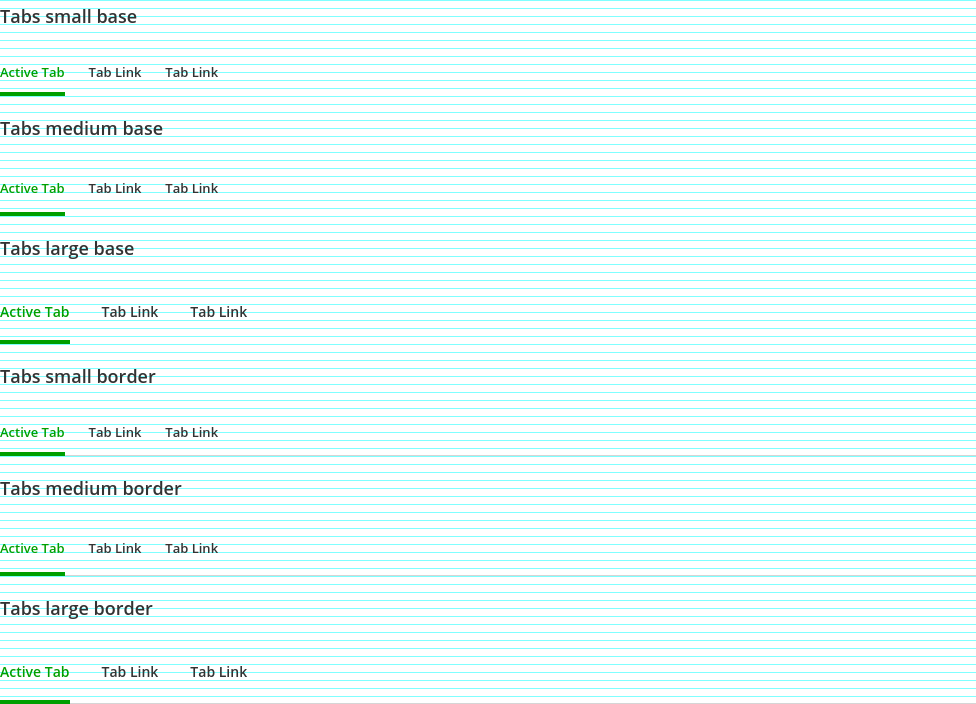 Tabs small base
Active Tab Tab Link Tab Link
Tabs medium base
Active Tab Tab Link Tab Link
Tabs large base
Active Tab Tab Link Tab Link
Tabs small border
Active Tab Tab Link Tab Link
Tabs medium border
Active Tab Tab Link Tab Link
Tabs large border
Active Tab Tab Link Tab Link